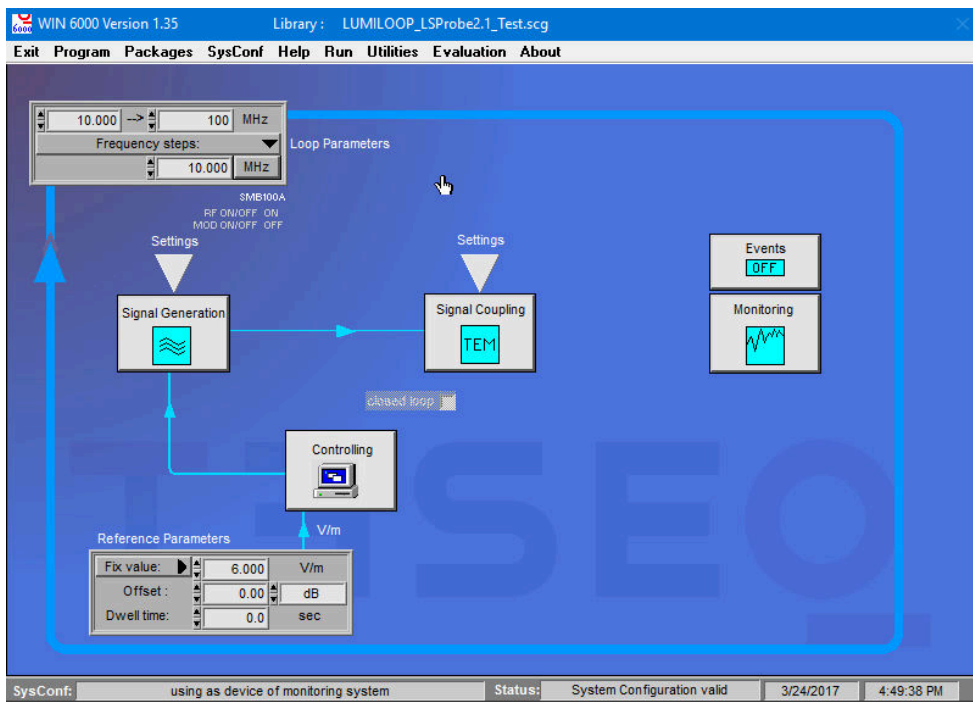 6000 WIN 6000 Version 1.35 Library : LUMILOOP_LSProbe2.1_Test.scg
Exit Program Packages SysConf Help Run Utilities Evaluation About
10.000 --> 100 MHz
Frequency steps:
10.000 MHz
Loop Parameters
SMB100A
RF ON/OFF ON
MOD ON/OFF OFF
Settings
Settings
Signal Generation
Signal Coupling
TEM
Events
OFF
Monitoring
closed loop
Controlling
V/m
Reference Parameters
Fix value: 6.000 V/m
Offset : 0.00 dB
Dwell time: 0.0 sec
TESEQ
SysConf: using as device of monitoring system Status: System Configuration valid 3/24/2017 4:49:38 PM